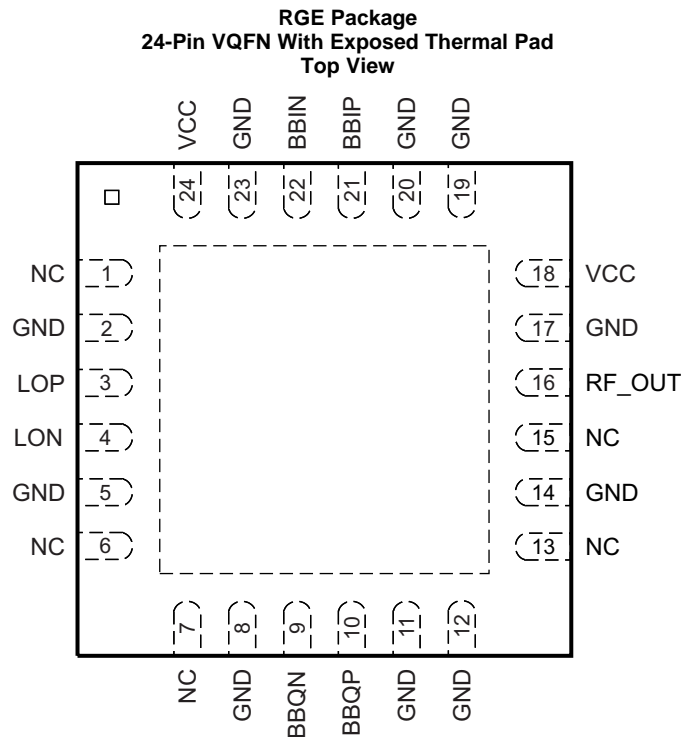 RGE Package
24-Pin VQFN With Exposed Thermal Pad
Top View
VCC GND BBIN BBIP GND GND
24 23 22 21 20 19
NC 1 18 VCC
GND 2 17 GND
LOP 3 16 RF_OUT
LON 4 15 NC
GND 5 14 GND
NC 6 13 NC
7 8 9 10 11 12
NC GND BBQN BBQP GND GND